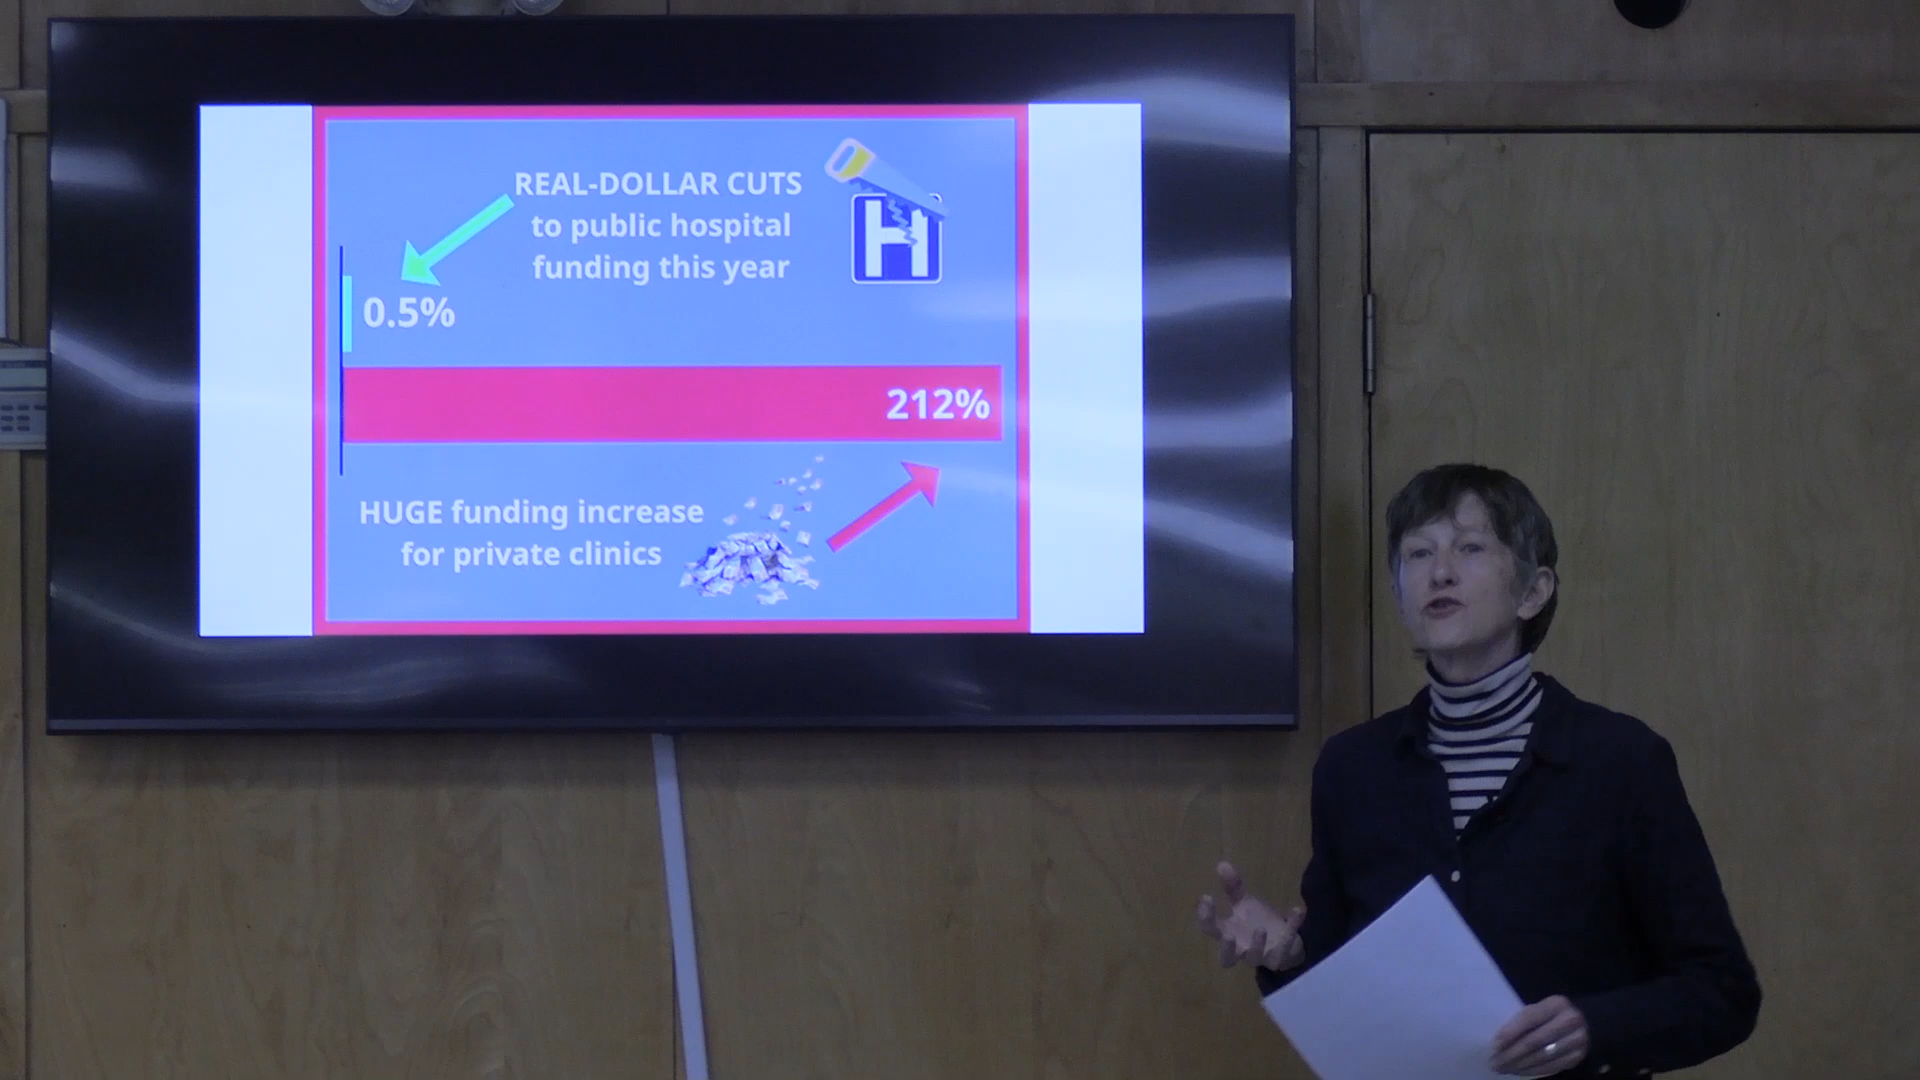 REAL-DOLLAR CUTS
to public hospital
funding this year
H
0.5%
212%
HUGE funding increase
for private clinics